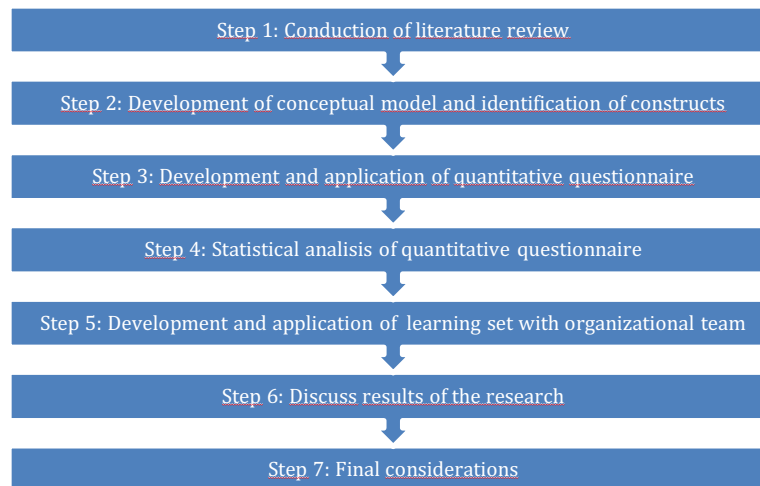 Step 1: Conduction of literature review
Step 2: Development of conceptual model and identification of constructs
Step 3: Development and application of quantitative questionnaire
Step 4: Statistical analisis of quantitative questionnaire
Step 5: Development and application of learning set with organizational team
Step 6: Discuss results of the research
Step 7: Final considerations